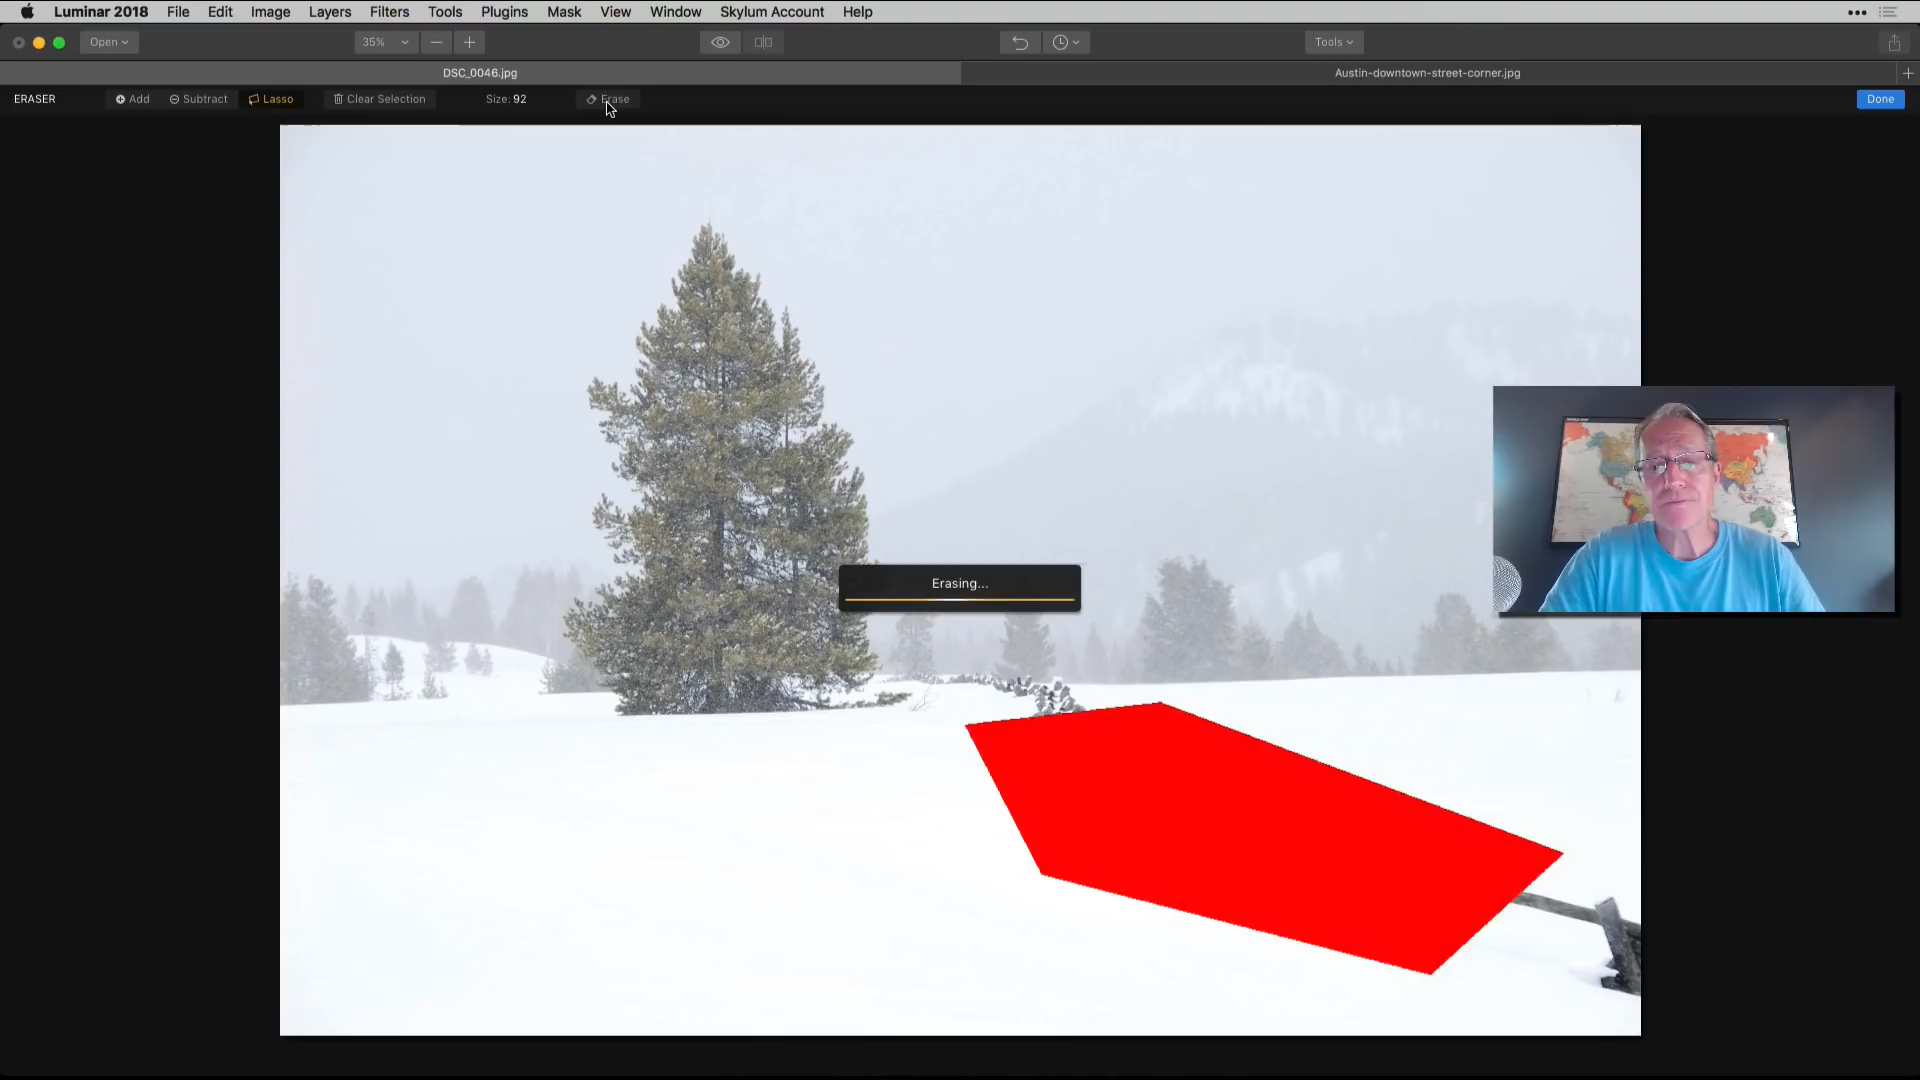 Luminar 2018 File Edit Image Layers Filters Tools Plugins Mask View Window Skylum Account Help
Open 35% Tools
DSC_0046.jpg Austin-downtown-street-corner.jpg
ERASER Add Subtract Lasso Clear Selection Size: 92 Erase Done
Erasing...